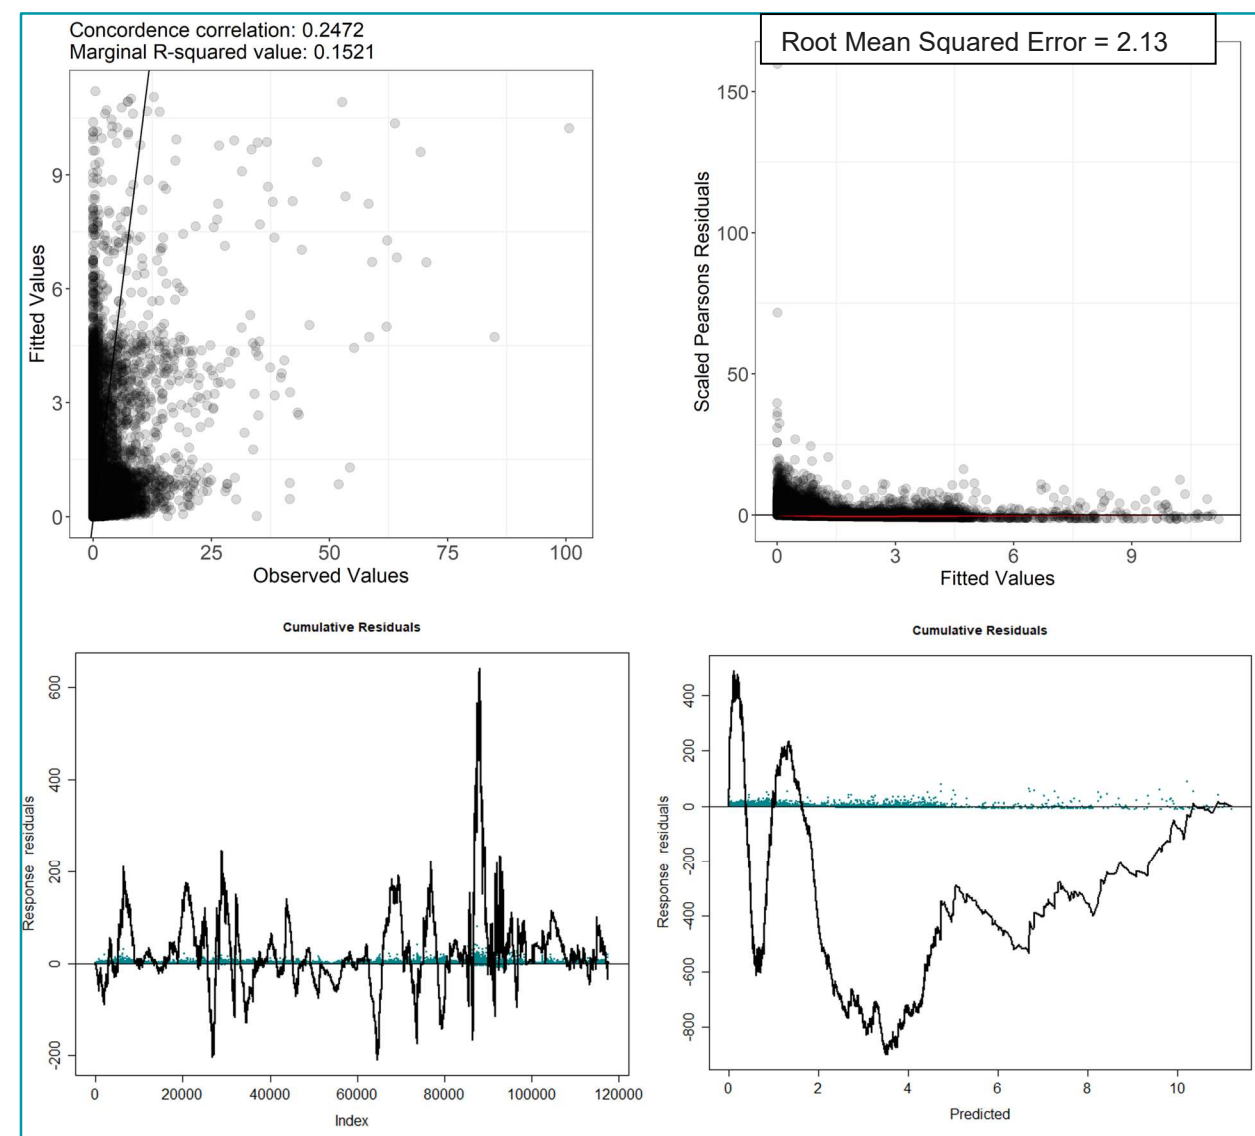 Concordence correlation: 0.2472
Marginal R-squared value: 0.1521
Fitted Values
9
6
3
0
0 25 50 75 100
Observed Values
Root Mean Squared Error = 2.13
Scaled Pearsons Residuals
150
100
50
0
0 3 6 9
Fitted Values
Cumulative Residuals
Response residuals
600
400
200
0
-200
0 20000 40000 60000 80000 100000 120000
Index
Cumulative Residuals
Response residuals
400
200
0
-200
-400
-600
-800
0 2 4 6 8 10
Predicted